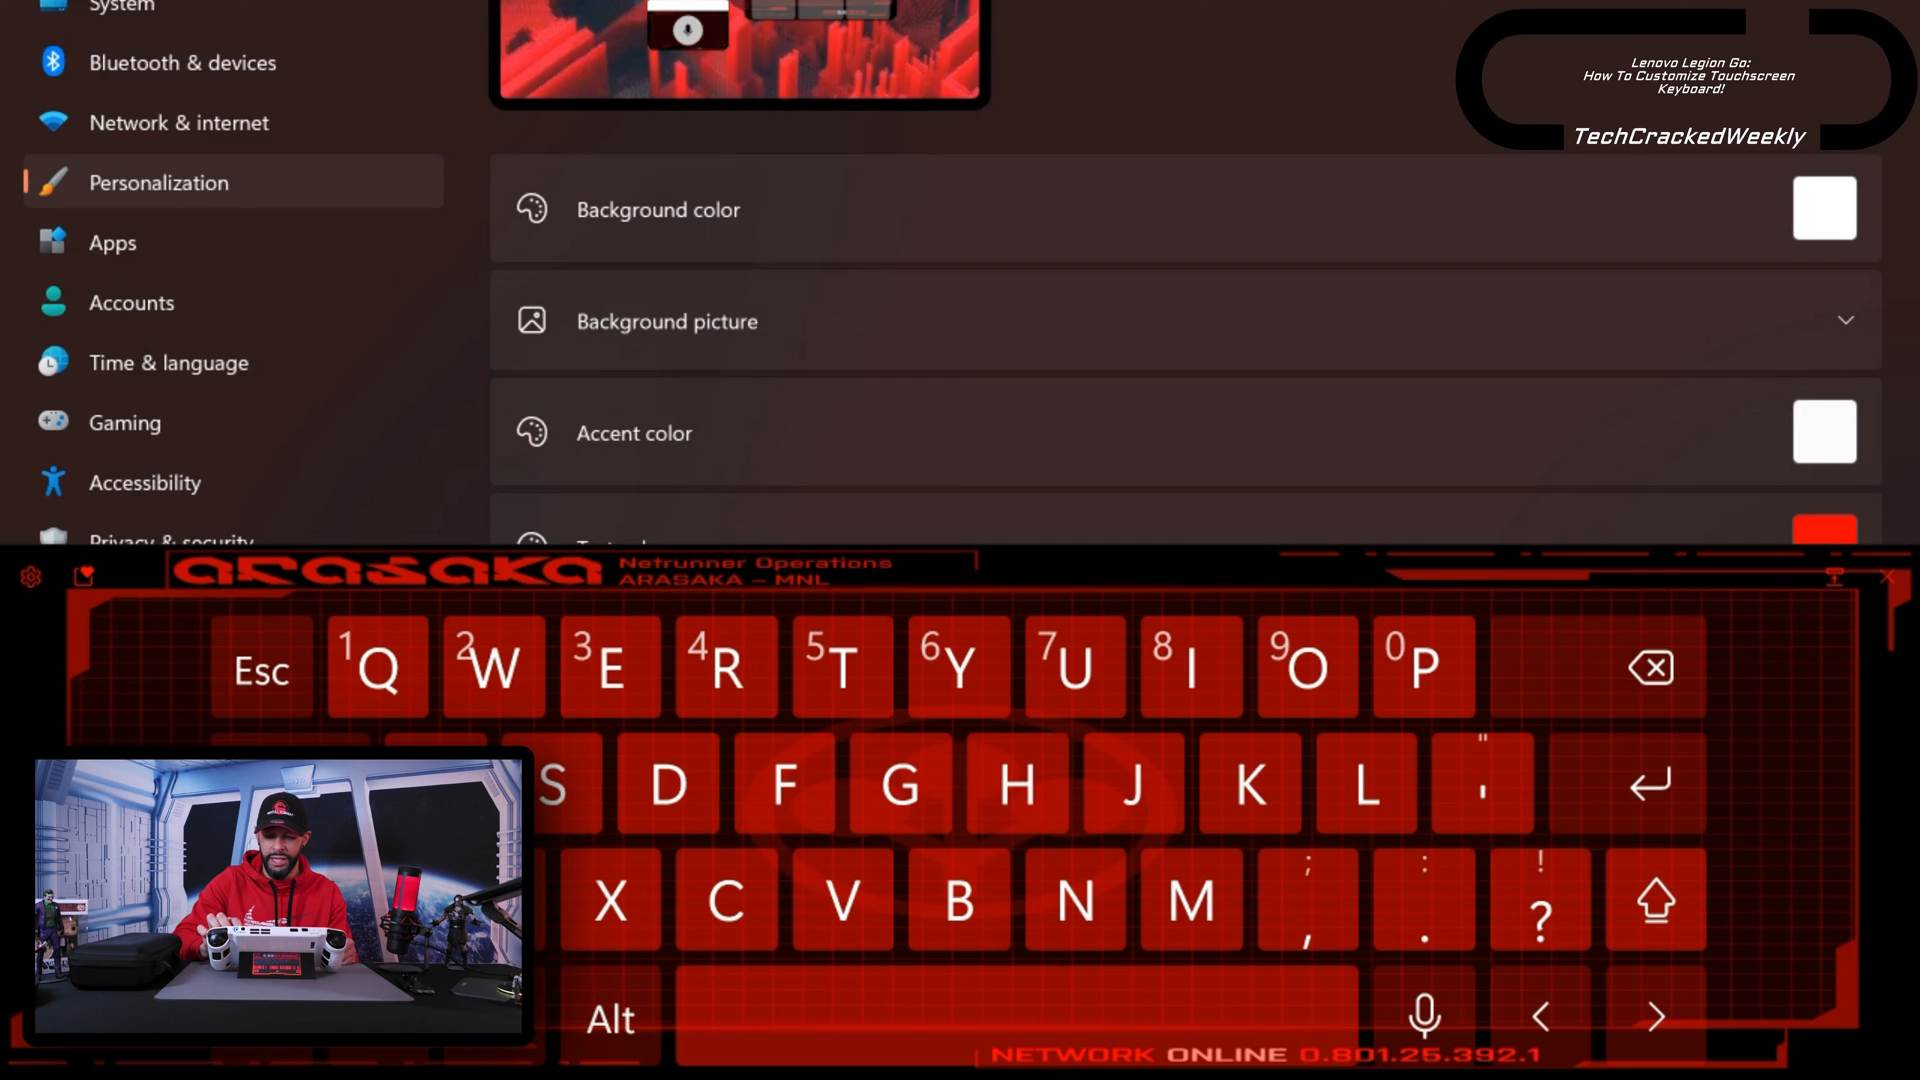 System
Bluetooth & devices
Network & internet
Personalization
Apps
Accounts
Time & language
Gaming
Accessibility
Privacy & security
Background color
Background picture
Accent color
Lenovo Legion Go:
How To Customize Touchscreen
Keyboard!
TechCrackedWeekly
arasaka
Netrunner Operations
ARASAKA – MNL
Esc 1 Q 2 W 3 E 4 R 5 T 6 Y 7 U 8 I 9 O 0 P
S D F G H J K L " '
X C V B N M ; , : . ! ?
Alt
NETWORK ONLINE 0.801.25.392.1